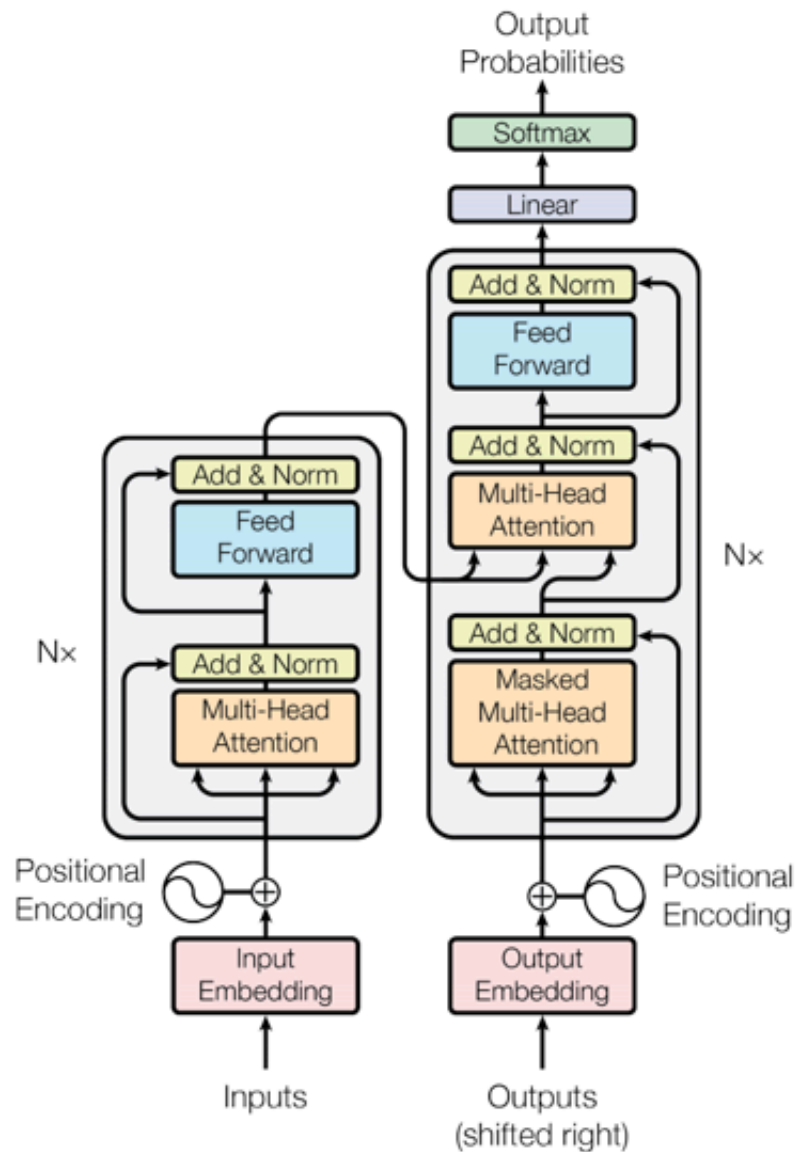 Output
Probabilities
Softmax
Linear
Add & Norm
Feed
Forward
Add & Norm
Multi-Head
Attention
Nx
Add & Norm
Masked
Multi-Head
Attention
Positional
Encoding
Output
Embedding
Outputs
(shifted right)
Add & Norm
Feed
Forward
Nx
Add & Norm
Multi-Head
Attention
Positional
Encoding
Input
Embedding
Inputs